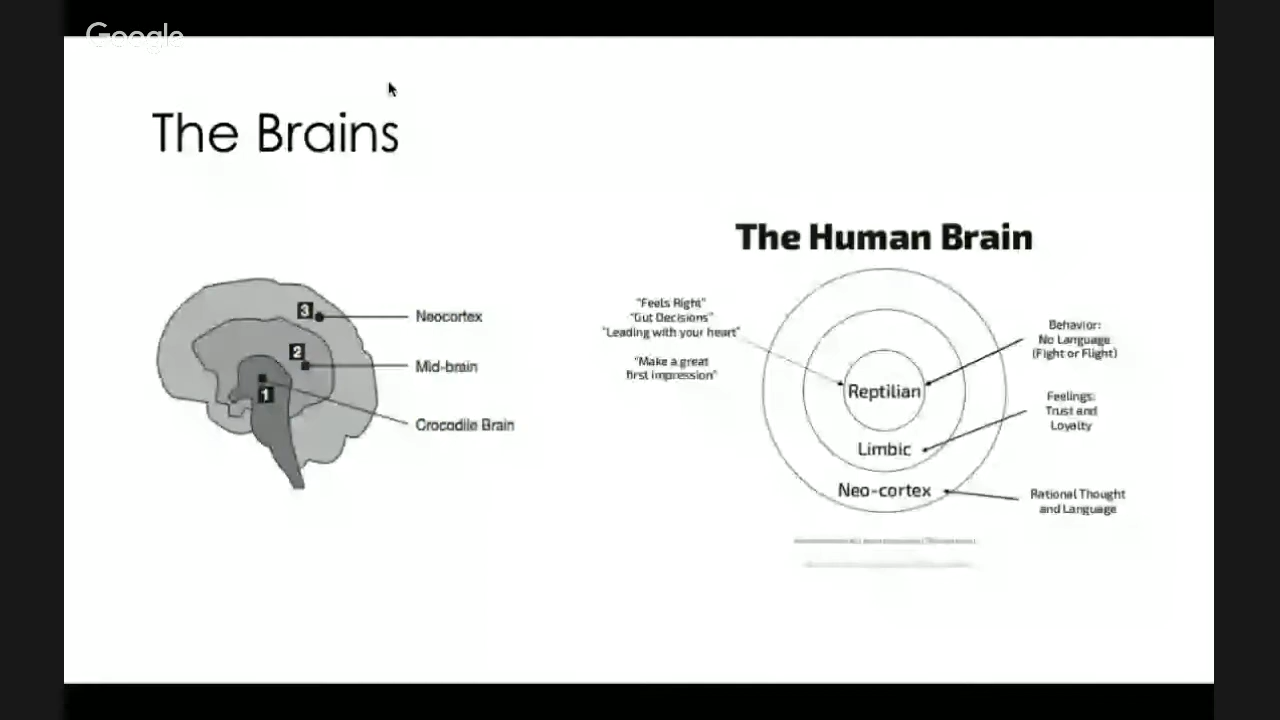 Google
The Brains
3
Neocortex
2
Mid-brain
1
Crocodile Brain
The Human Brain
"Feels Right"
"Gut Decisions"
"Leading with your heart"
"Make a great
first impression"
Reptilian
Limbic
Neo-cortex
Behavior:
No Language
(Fight or Flight)
Feelings:
Trust and
Loyalty
Rational Thought
and Language